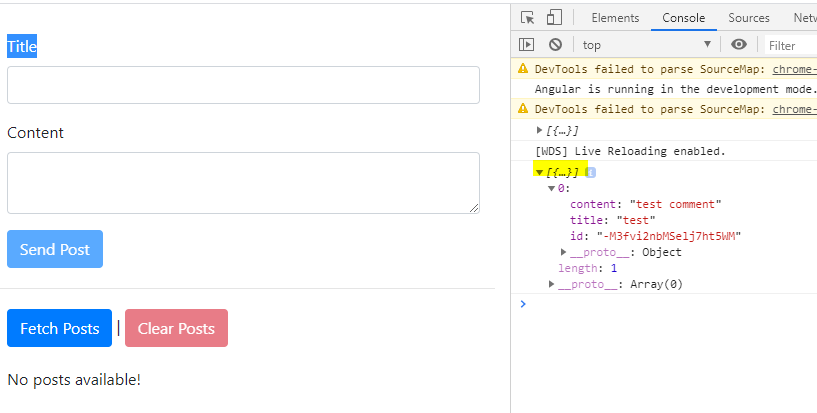 Title
Content
Send Post
Fetch Posts | Clear Posts
No posts available!
Elements Console Sources Netw
top Filter
DevTools failed to parse SourceMap: chrome-
Angular is running in the development mode.
DevTools failed to parse SourceMap: chrome-
[{…}]
[WDS] Live Reloading enabled.
[{…}] i
0:
content: "test comment"
title: "test"
id: "-M3fvi2nbMSelj7ht5WM"
__proto__: Object
length: 1
__proto__: Array(0)